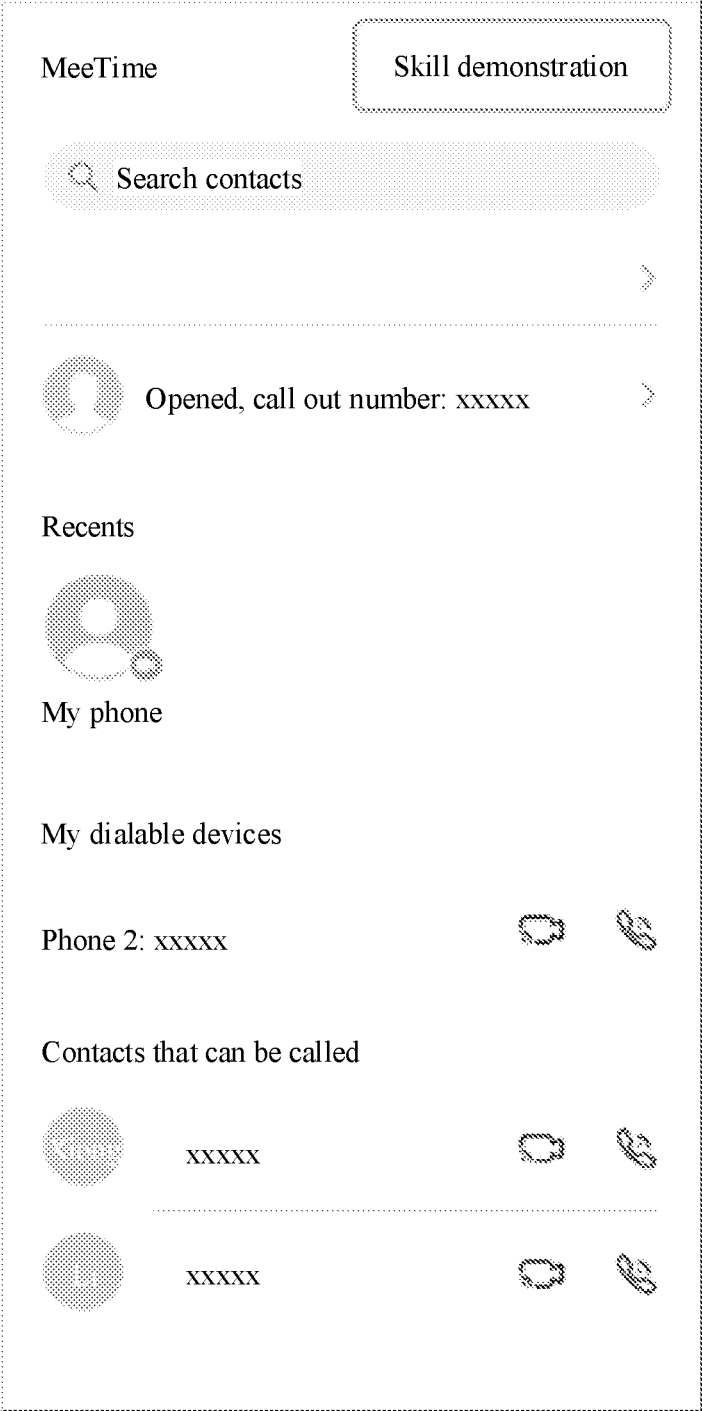 MeeTime
Skill demonstration
Search contacts
Opened, call out number: xxxxx
Recents
My phone
My dialable devices
Phone 2: xxxxx
Contacts that can be called
xxxxx
xxxxx